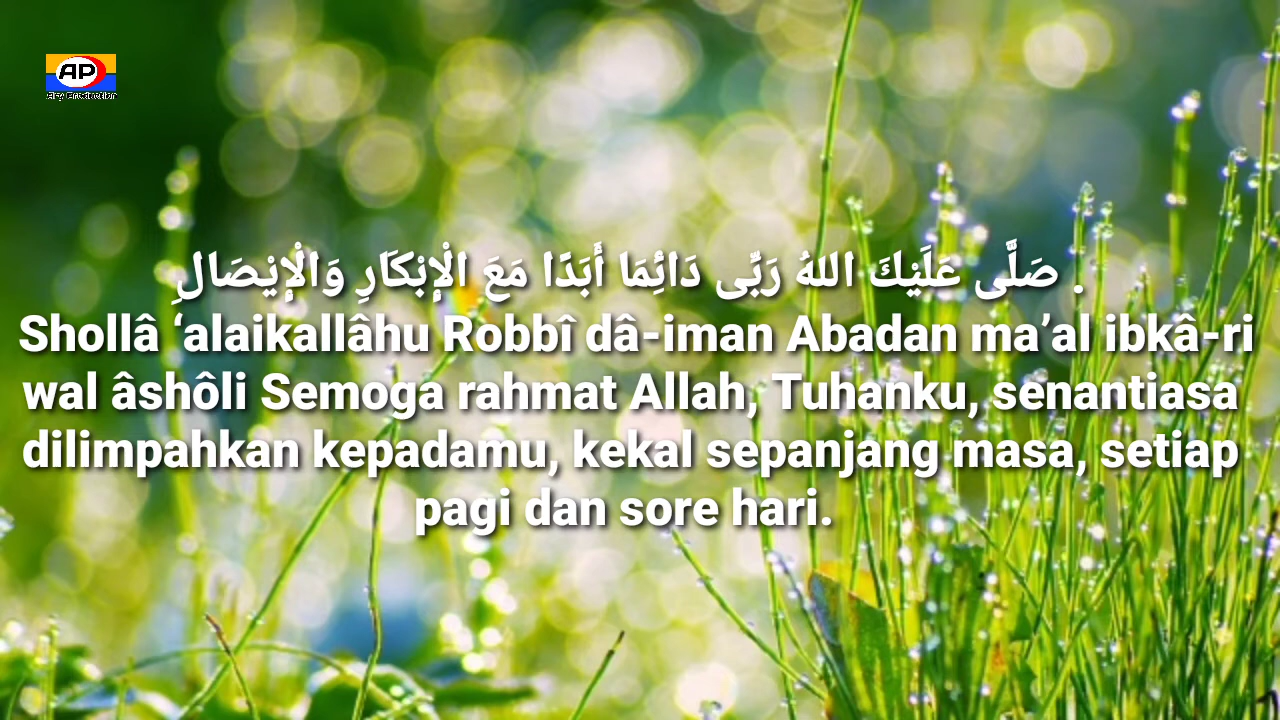 AP
صَلَّى عَلَيْكَ اللهُ رَبِّى دَائِمَا أَبَدًا مَعَ الْإِبْكَارِ وَالْإِيْصَالِ .
Shollâ ‘alaikallâhu Robbî dâ-iman Abadan ma’al ibkâ-ri
wal âshôli Semoga rahmat Allah, Tuhanku, senantiasa
dilimpahkan kepadamu, kekal sepanjang masa, setiap
pagi dan sore hari.